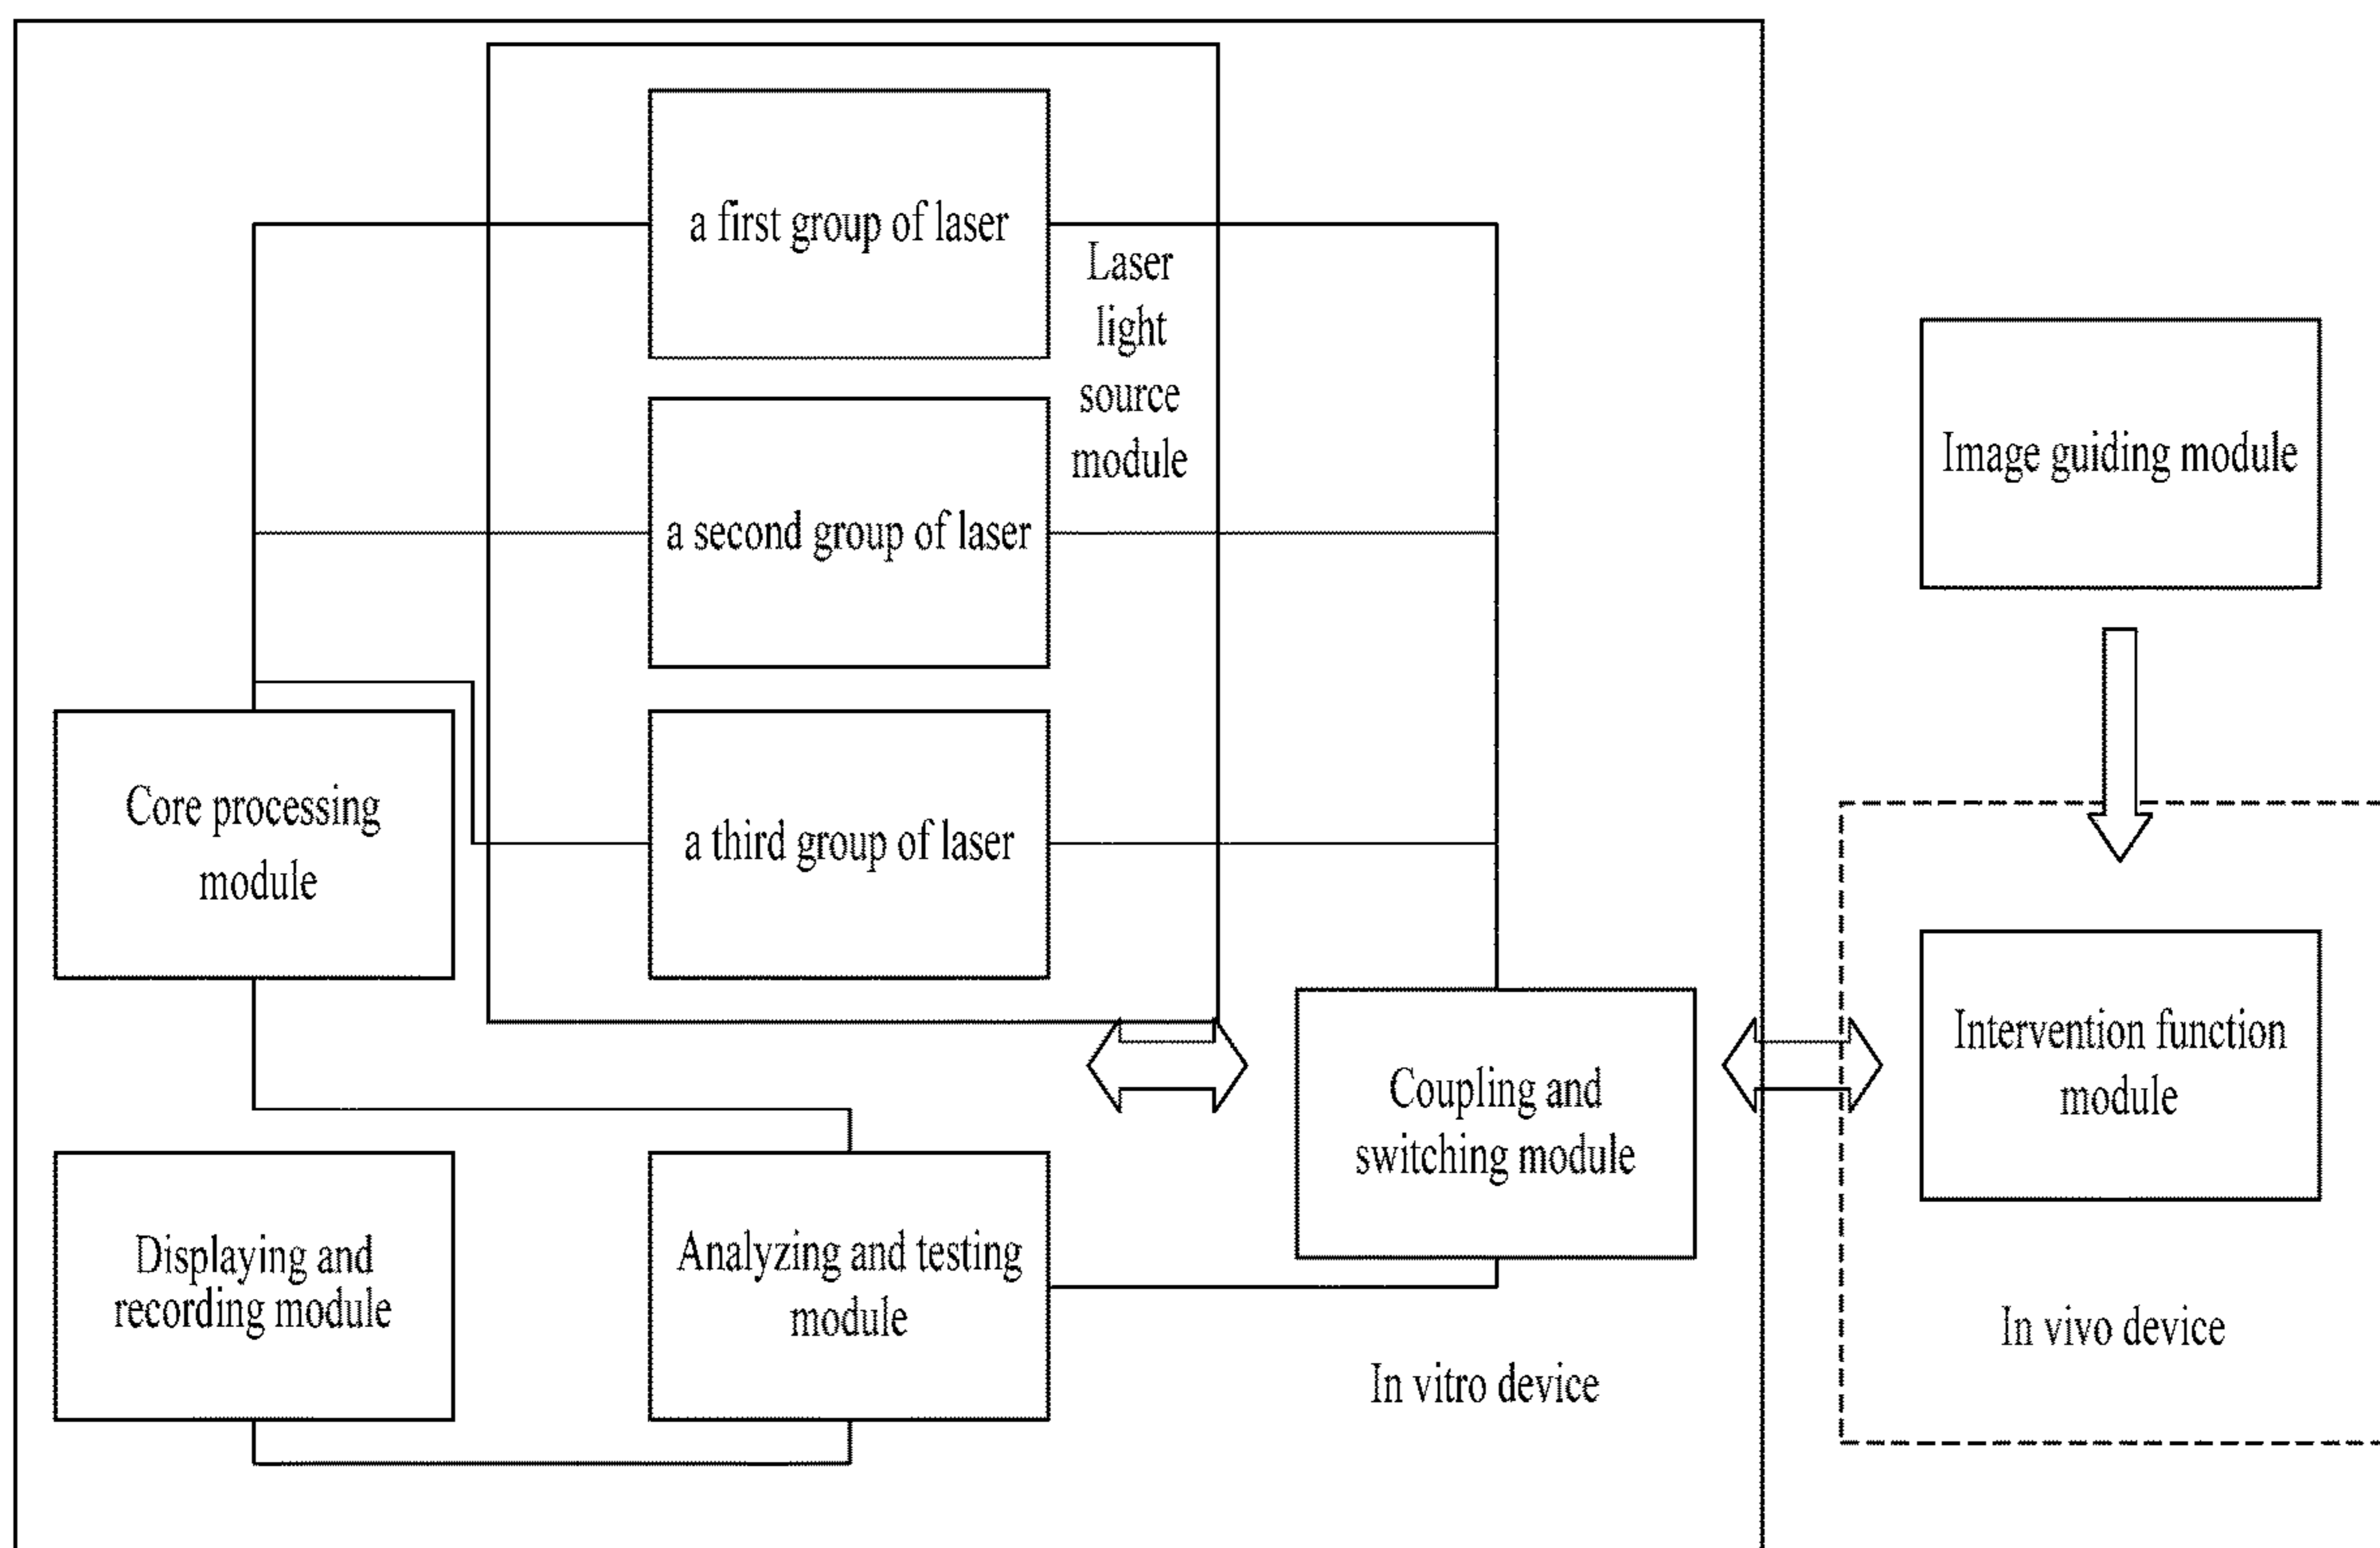 a first group of laser
Laser
light
source
module
a second group of laser
a third group of laser
Core processing
module
Displaying and
recording module
Analyzing and testing
module
Coupling and
switching module
In vitro device
Image guiding module
Intervention function
module
In vivo device